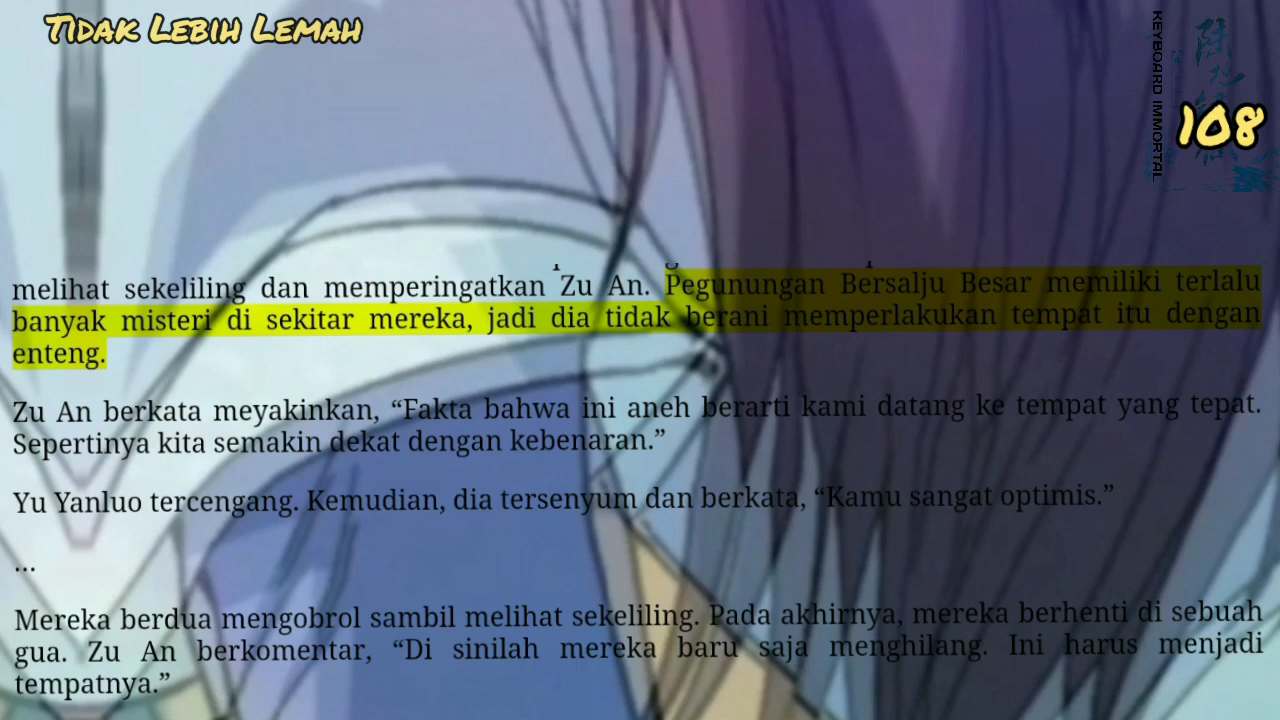 Tidak Lebih Lemah
KEYBOARD IMMORTAL
108
melihat sekeliling dan memperingatkan Zu An. Pegunungan Bersalju Besar memiliki terlalu
banyak misteri di sekitar mereka, jadi dia tidak berani memperlakukan tempat itu dengan
enteng.
Zu An berkata meyakinkan, “Fakta bahwa ini aneh berarti kami datang ke tempat yang tepat.
Sepertinya kita semakin dekat dengan kebenaran.”
Yu Yanluo tercengang. Kemudian, dia tersenyum dan berkata, “Kamu sangat optimis.”
...
Mereka berdua mengobrol sambil melihat sekeliling. Pada akhirnya, mereka berhenti di sebuah
gua. Zu An berkomentar, “Di sinilah mereka baru saja menghilang. Ini harus menjadi
tempatnya.”